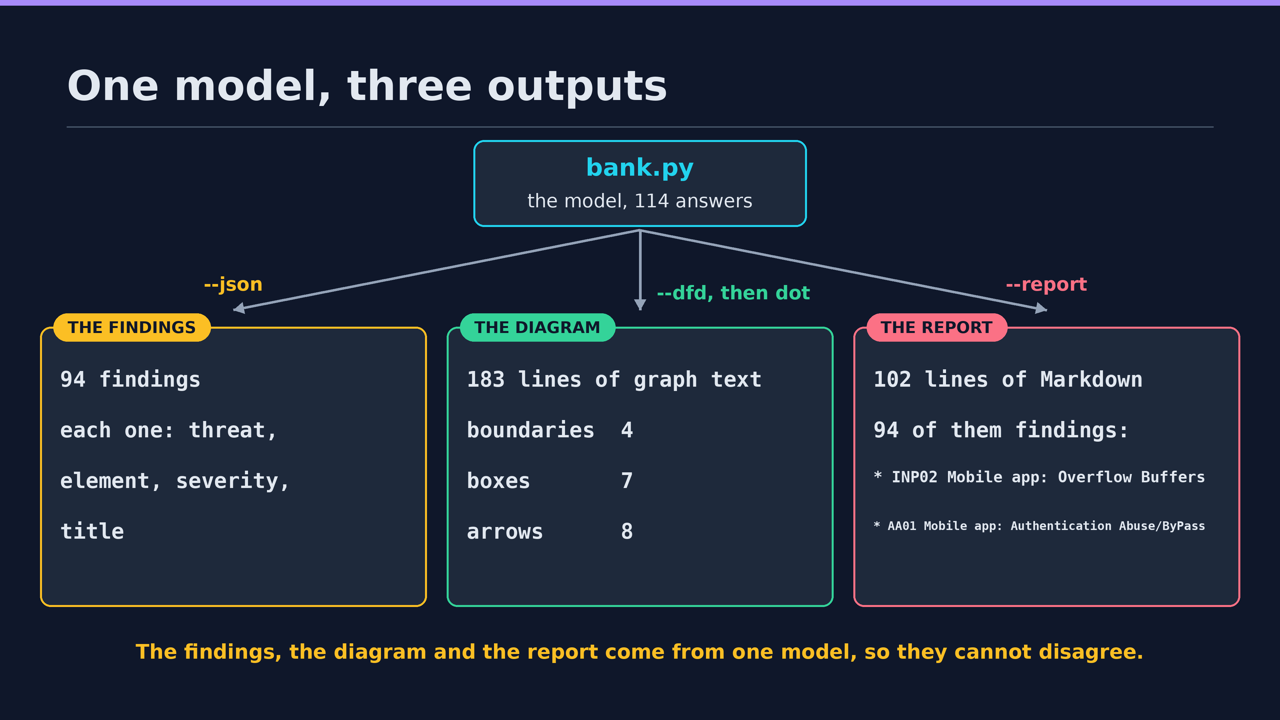 One model, three outputs
bank.py
the model, 114 answers
--json
--dfd, then dot
--report
THE FINDINGS
94 findings
each one: threat,
element, severity,
title
THE DIAGRAM
183 lines of graph text
boundaries 4
boxes 7
arrows 8
THE REPORT
102 lines of Markdown
94 of them findings:
* INP02 Mobile app: Overflow Buffers
* AA01 Mobile app: Authentication Abuse/ByPass
The findings, the diagram and the report come from one model, so they cannot disagree.